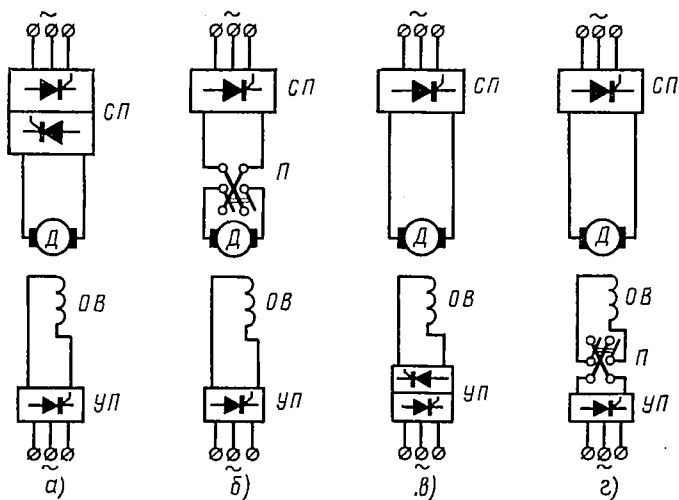 ~ ~ ~ ~
СП СП СП СП
П
Д Д Д Д
ОВ ОВ ОВ ОВ
П
УП УП УП УП
~ ~ ~ ~
а) б) в) г)